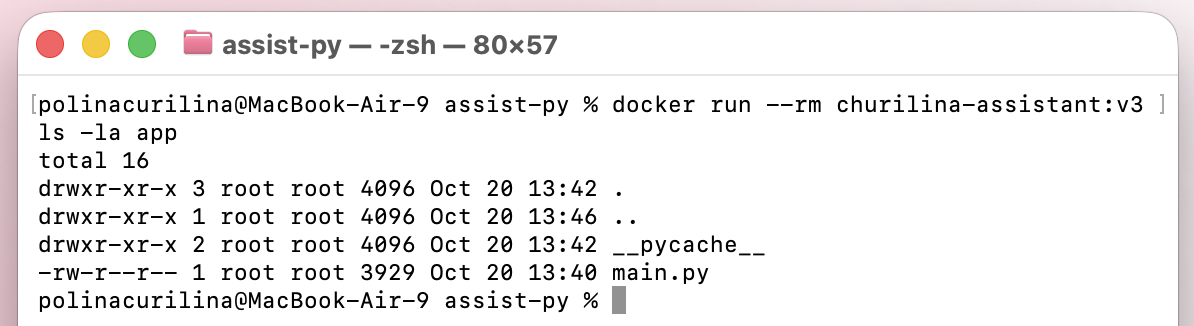 assist-py — -zsh — 80×57
[polinacurilina@MacBook-Air-9 assist-py % docker run --rm churilina-assistant:v3 ]
ls -la app
total 16
drwxr-xr-x 3 root root 4096 Oct 20 13:42 .
drwxr-xr-x 1 root root 4096 Oct 20 13:46 ..
drwxr-xr-x 2 root root 4096 Oct 20 13:42 __pycache__
-rw-r--r-- 1 root root 3929 Oct 20 13:40 main.py
polinacurilina@MacBook-Air-9 assist-py %